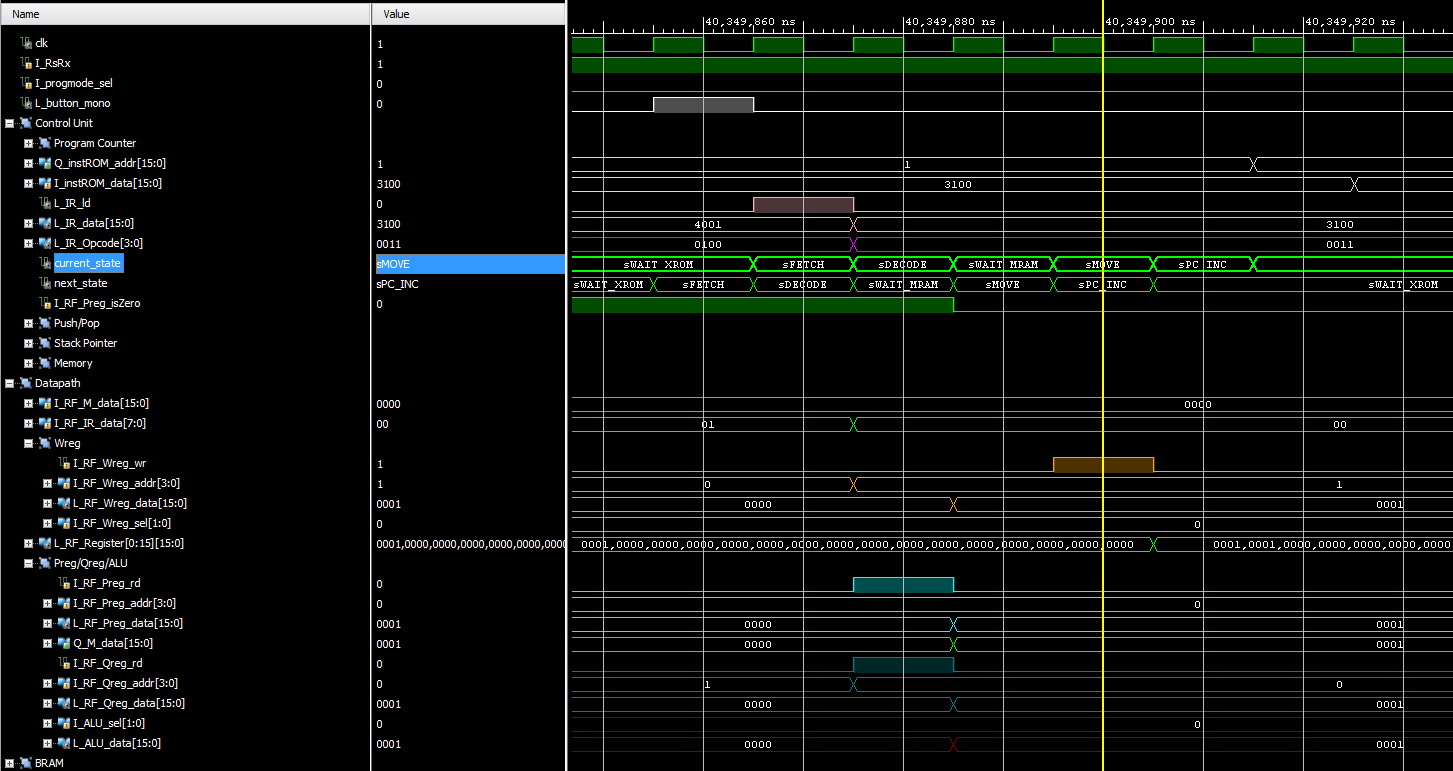 Name Value
40,349,860 ns 40,349,880 ns 40,349,900 ns 40,349,920 ns
clk 1
I_RsRx 1
I_progmode_sel 0
L_button_mono 0
Control Unit
Program Counter
Q_instROM_addr[15:0] 1 1
I_instROM_data[15:0] 3100 3100
L_IR_ld 0
L_IR_data[15:0] 3100 4001 3100
L_IR_Opcode[3:0] 0011 0100 0011
current_state sMOVE sWAIT_XROM sFETCH sDECODE sWAIT_MRAM sMOVE sPC_INC
next_state sPC_INC sWAIT_XROM sFETCH sDECODE sWAIT_MRAM sMOVE sPC_INC sWAIT_XROM
I_RF_Preg_isZero 0
Push/Pop
Stack Pointer
Memory
Datapath
I_RF_M_data[15:0] 0000 0000
I_RF_IR_data[7:0] 00 01 00
Wreg
I_RF_Wreg_wr 1
I_RF_Wreg_addr[3:0] 1 0 1
L_RF_Wreg_data[15:0] 0001 0000 0001
I_RF_Wreg_sel[1:0] 0 0
L_RF_Register[0:15][15:0] 0001,0000,0000,0000,0000,0000,0000 0001,0000,0000,0000,0000,0000,0000,0000,0000,0000,0000,0000,0000,0000,0000,0000 0001,0001,0000,0000,0000,0000,0000
Preg/Qreg/ALU
I_RF_Preg_rd 0
I_RF_Preg_addr[3:0] 0 0
L_RF_Preg_data[15:0] 0001 0000 0001
Q_M_data[15:0] 0001 0000 0001
I_RF_Qreg_rd 0
I_RF_Qreg_addr[3:0] 0 1 0
L_RF_Qreg_data[15:0] 0001 0000 0001
I_ALU_sel[1:0] 0 0
L_ALU_data[15:0] 0001 0000 0001
BRAM